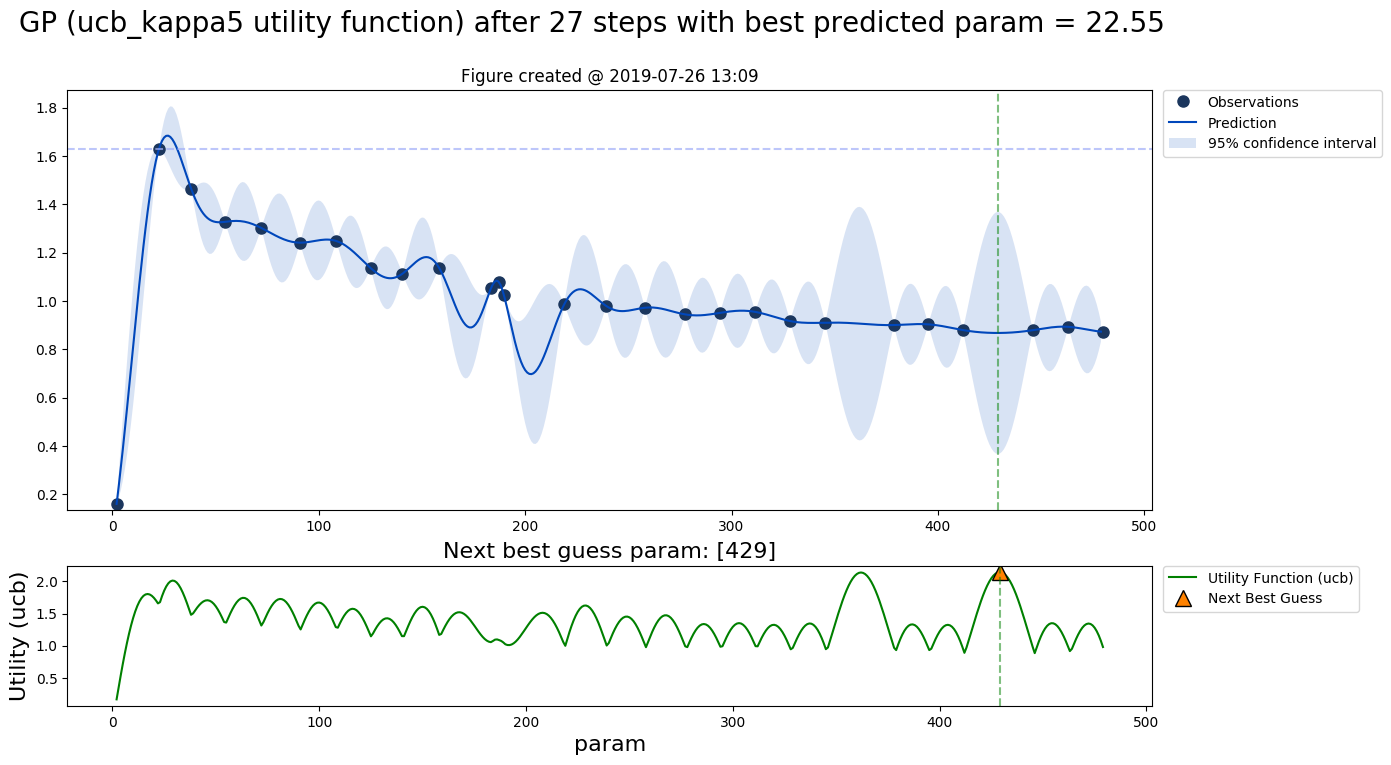 GP (ucb_kappa5 utility function) after 27 steps with best predicted param = 22.55
Figure created @ 2019-07-26 13:09
1.8
1.6
1.4
1.2
1.0
0.8
0.6
0.4
0.2
0 100 200 300 400 500
Observations
Prediction
95% confidence interval
Next best guess param: [429]
Utility (ucb)
2.0
1.5
1.0
0.5
0 100 200 300 400 500
param
Utility Function (ucb)
Next Best Guess